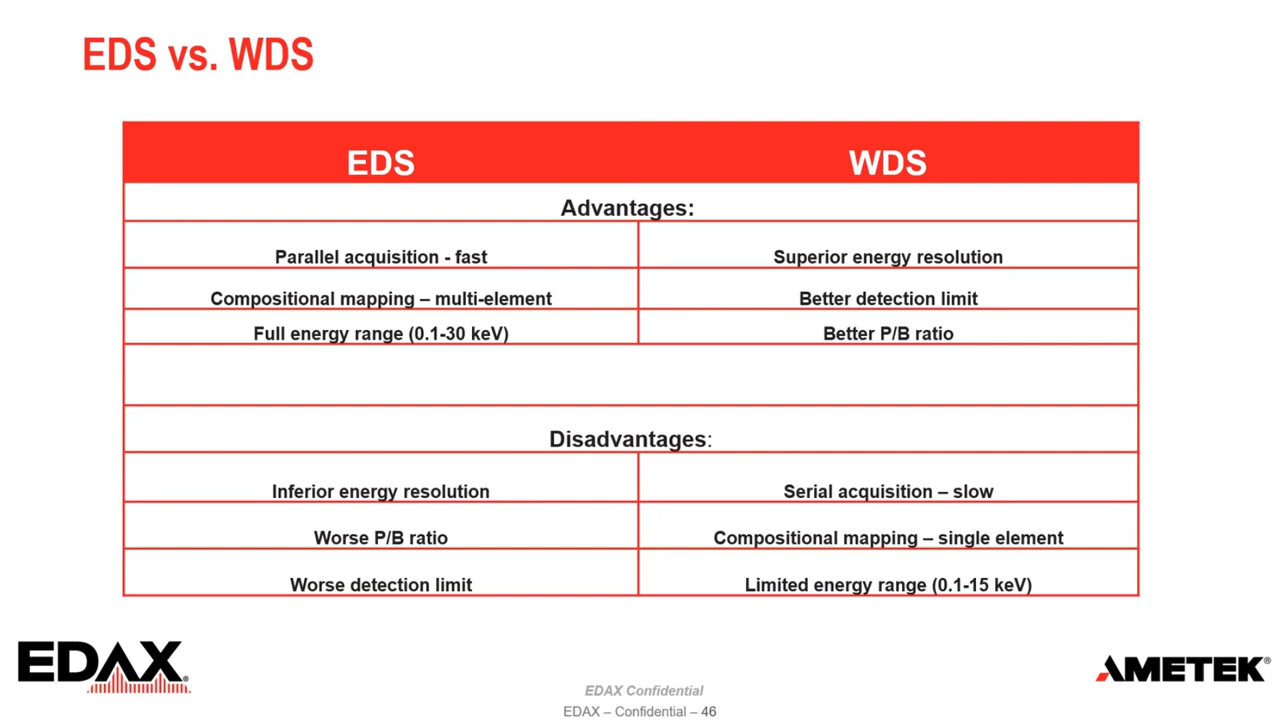 EDS vs. WDS
EDS WDS
Advantages:
Parallel acquisition - fast Superior energy resolution
Compositional mapping – multi-element Better detection limit
Full energy range (0.1-30 keV) Better P/B ratio
Disadvantages:
Inferior energy resolution Serial acquisition – slow
Worse P/B ratio Compositional mapping – single element
Worse detection limit Limited energy range (0.1-15 keV)
EDAX®
AMETEK®
EDAX Confidential
EDAX – Confidential – 46